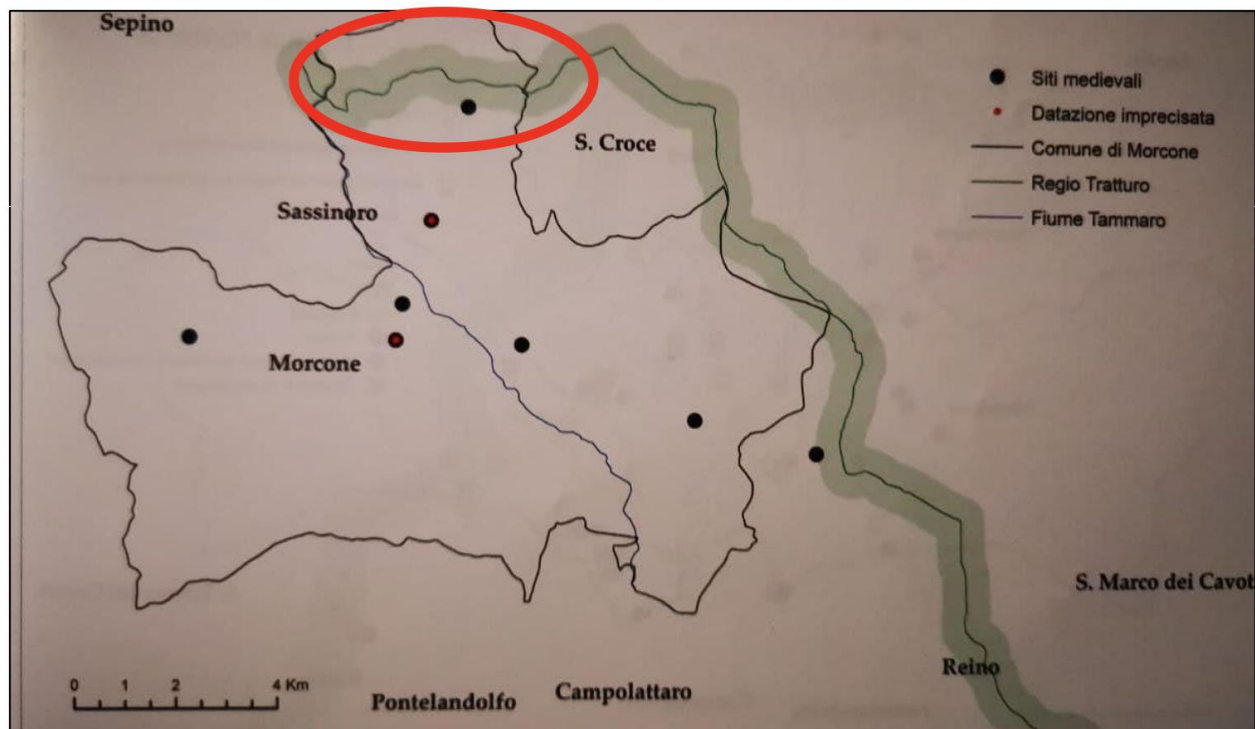 Sepino
Siti medievali
Datazione imprecisata
Comune di Morcone
Regio Tratturo
Fiume Tammaro
S. Croce
Sassinoro
Morcone
S. Marco dei Cavot
Reino
0 1 2 4 Km
Pontelandolfo
Campolattaro